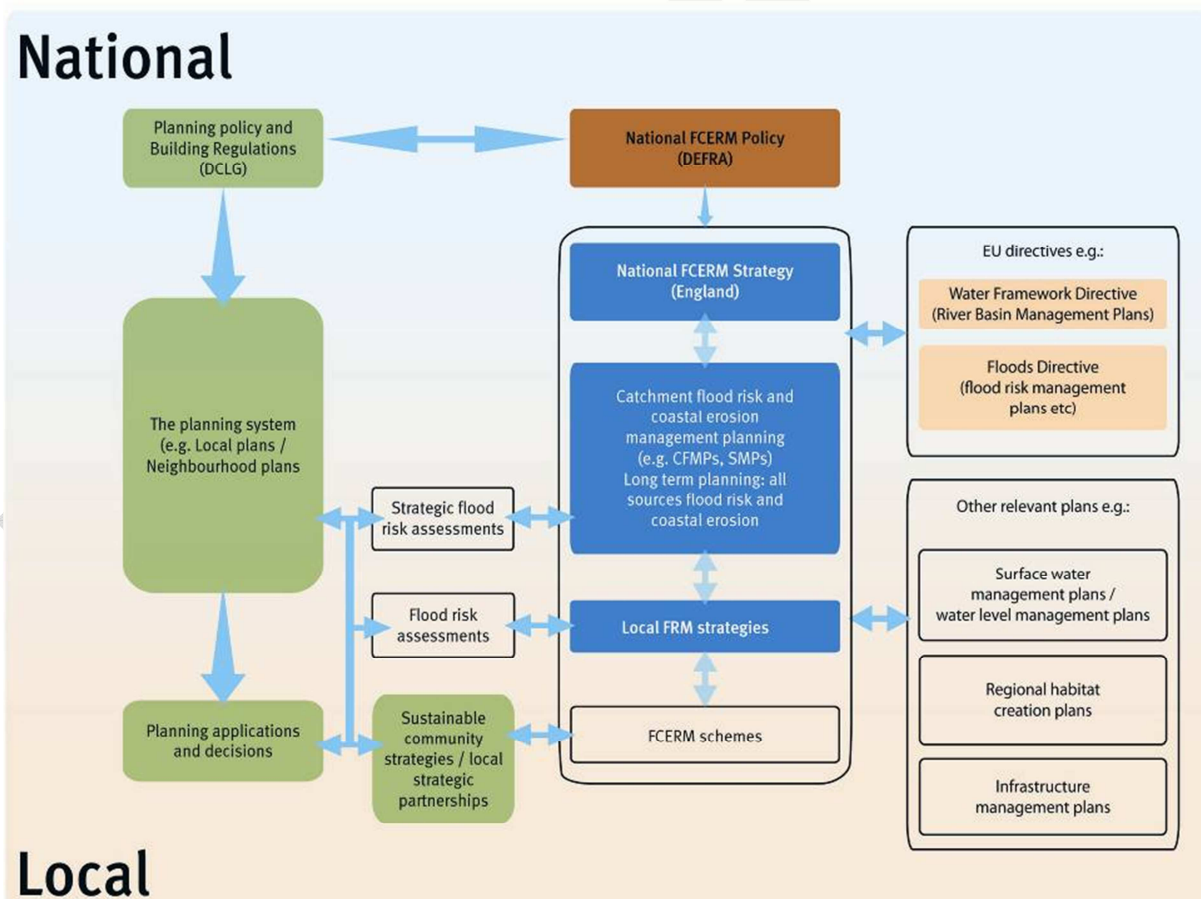 National
Planning policy and
Building Regulations
(DCLG)
National FCERM Policy
(DEFRA)
National FCERM Strategy
(England)
EU directives e.g.:
Water Framework Directive
(River Basin Management Plans)
Floods Directive
(flood risk management
plans etc)
The planning system
(e.g. Local plans /
Neighbourhood plans
Catchment flood risk and
coastal erosion
management planning
(e.g. CFMPs, SMPs)
Long term planning: all
sources flood risk and
coastal erosion
Strategic flood
risk assessments
Other relevant plans e.g.:
Surface water
management plans /
water level management plans
Flood risk
assessments
Local FRM strategies
Regional habitat
creation plans
Planning applications
and decisions
Sustainable
community
strategies / local
strategic
partnerships
FCERM schemes
Infrastructure
management plans
Local